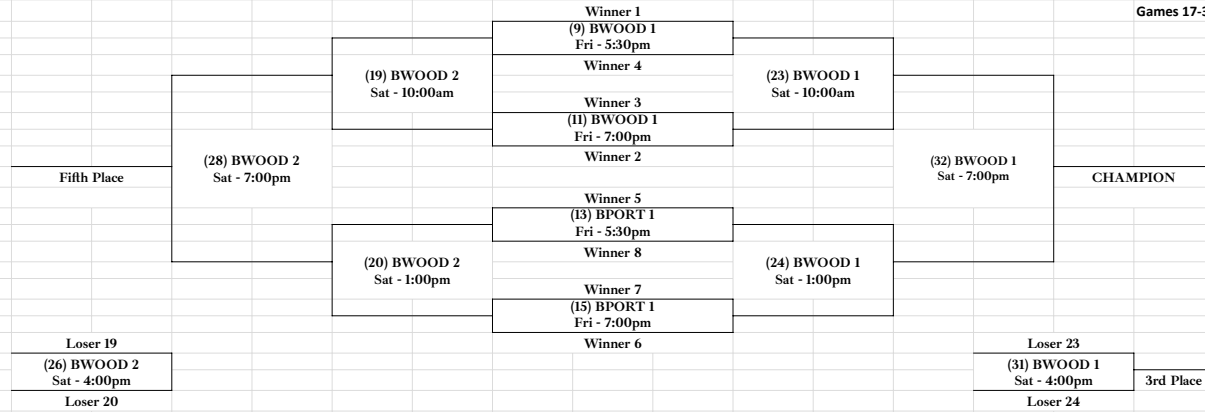 Winner 1
Games 17-3
(9) BWOOD 1
Fri - 5:30pm
Winner 4
(19) BWOOD 2
Sat - 10:00am
(23) BWOOD 1
Sat - 10:00am
Winner 3
(11) BWOOD 1
Fri - 7:00pm
Winner 2
(28) BWOOD 2
Sat - 7:00pm
(32) BWOOD 1
Sat - 7:00pm
Fifth Place
CHAMPION
Winner 5
(13) BPORT 1
Fri - 5:30pm
Winner 8
(20) BWOOD 2
Sat - 1:00pm
(24) BWOOD 1
Sat - 1:00pm
Winner 7
(15) BPORT 1
Fri - 7:00pm
Winner 6
Loser 19
(26) BWOOD 2
Sat - 4:00pm
Loser 20
Loser 23
(31) BWOOD 1
Sat - 4:00pm
3rd Place
Loser 24